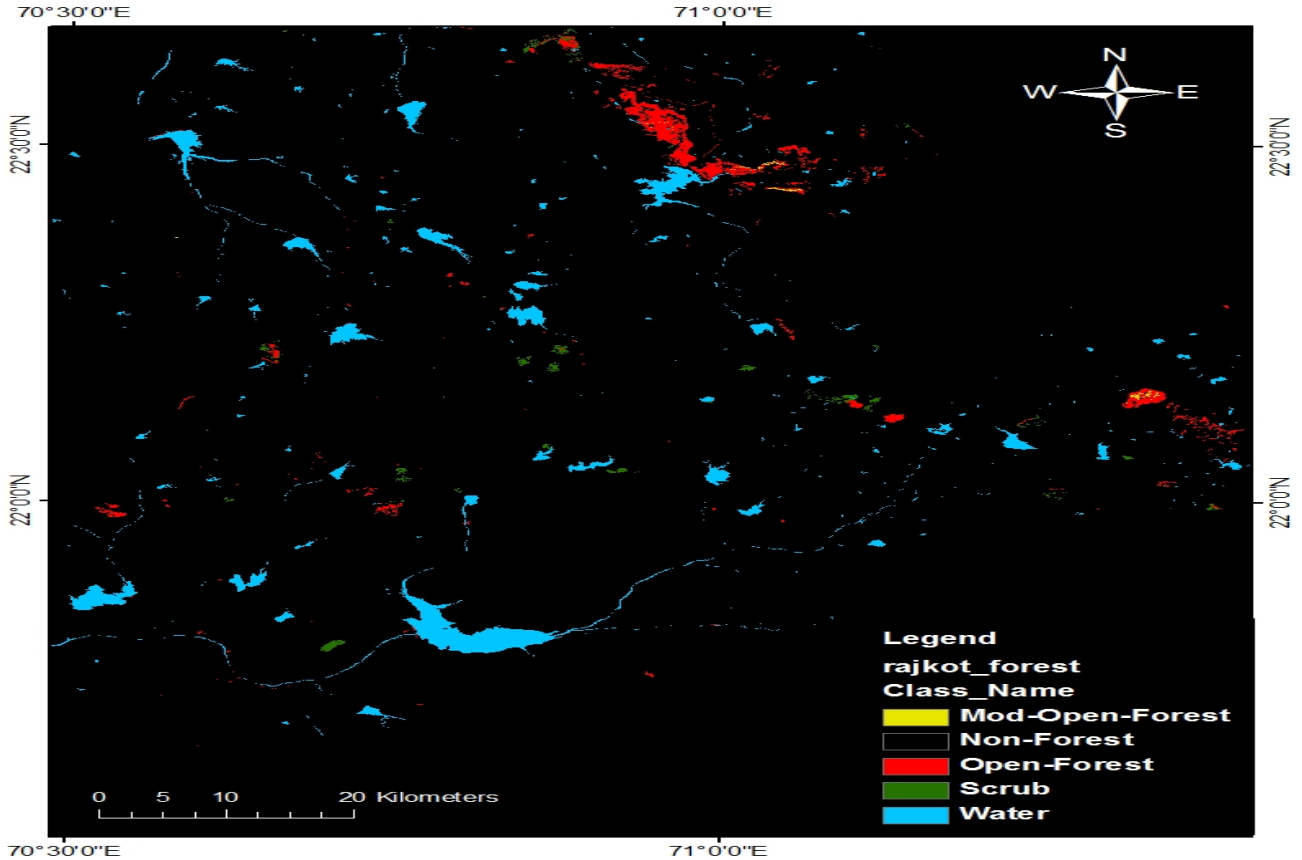 70°30'0"E 71°0'0"E
N
W E
S
22°30'0"N 22°30'0"N
22°0'0"N 22°0'0"N
Legend
rajkot_forest
Class_Name
Mod-Open-Forest
Non-Forest
Open-Forest
Scrub
Water
0 5 10 20 Kilometers
70°30'0"E 71°0'0"E